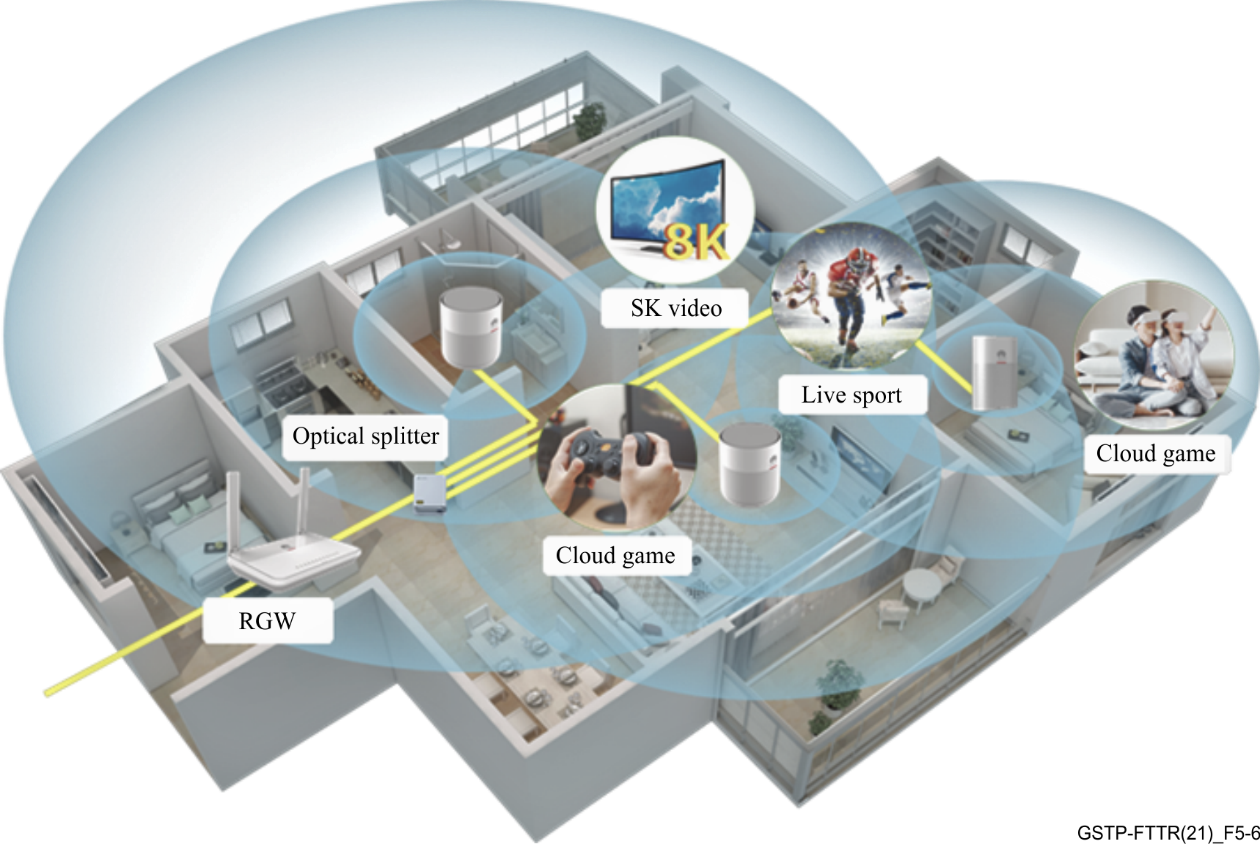 8K
SK video
Live sport
Optical splitter
Cloud game
Cloud game
RGW
GSTP-FTTR(21)_F5-6